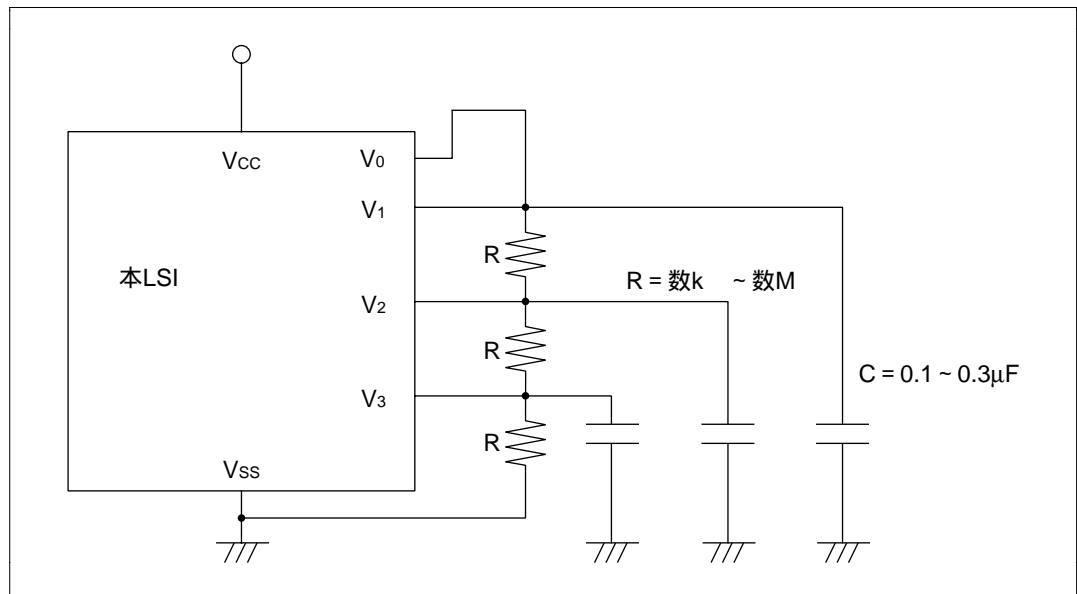 VCC
V0
V1
本LSI
R
R = 数k ~ 数M
V2
R
C = 0.1 ~ 0.3μF
V3
R
VSS